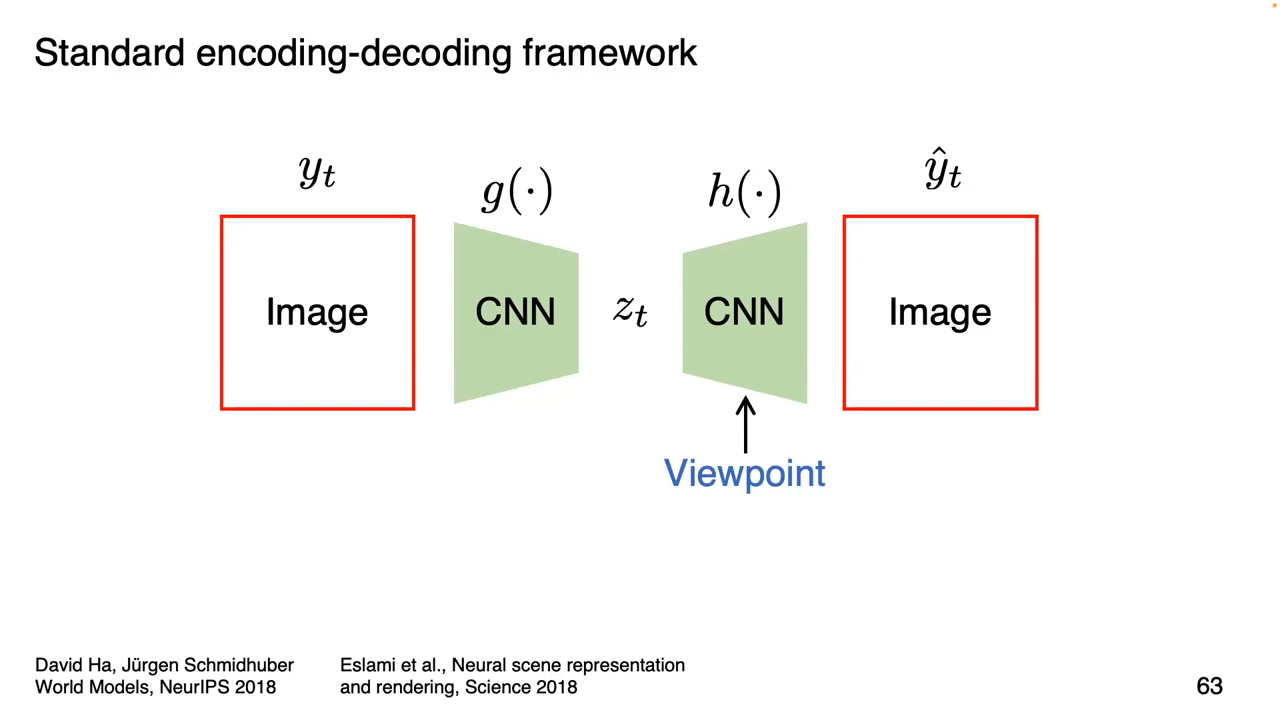 Standard encoding-decoding framework
y_t
g(·)
h(·)
ŷ_t
Image
CNN
z_t
CNN
Image
Viewpoint
David Ha, Jürgen Schmidhuber
World Models, NeurIPS 2018
Eslami et al., Neural scene representation
and rendering, Science 2018
63